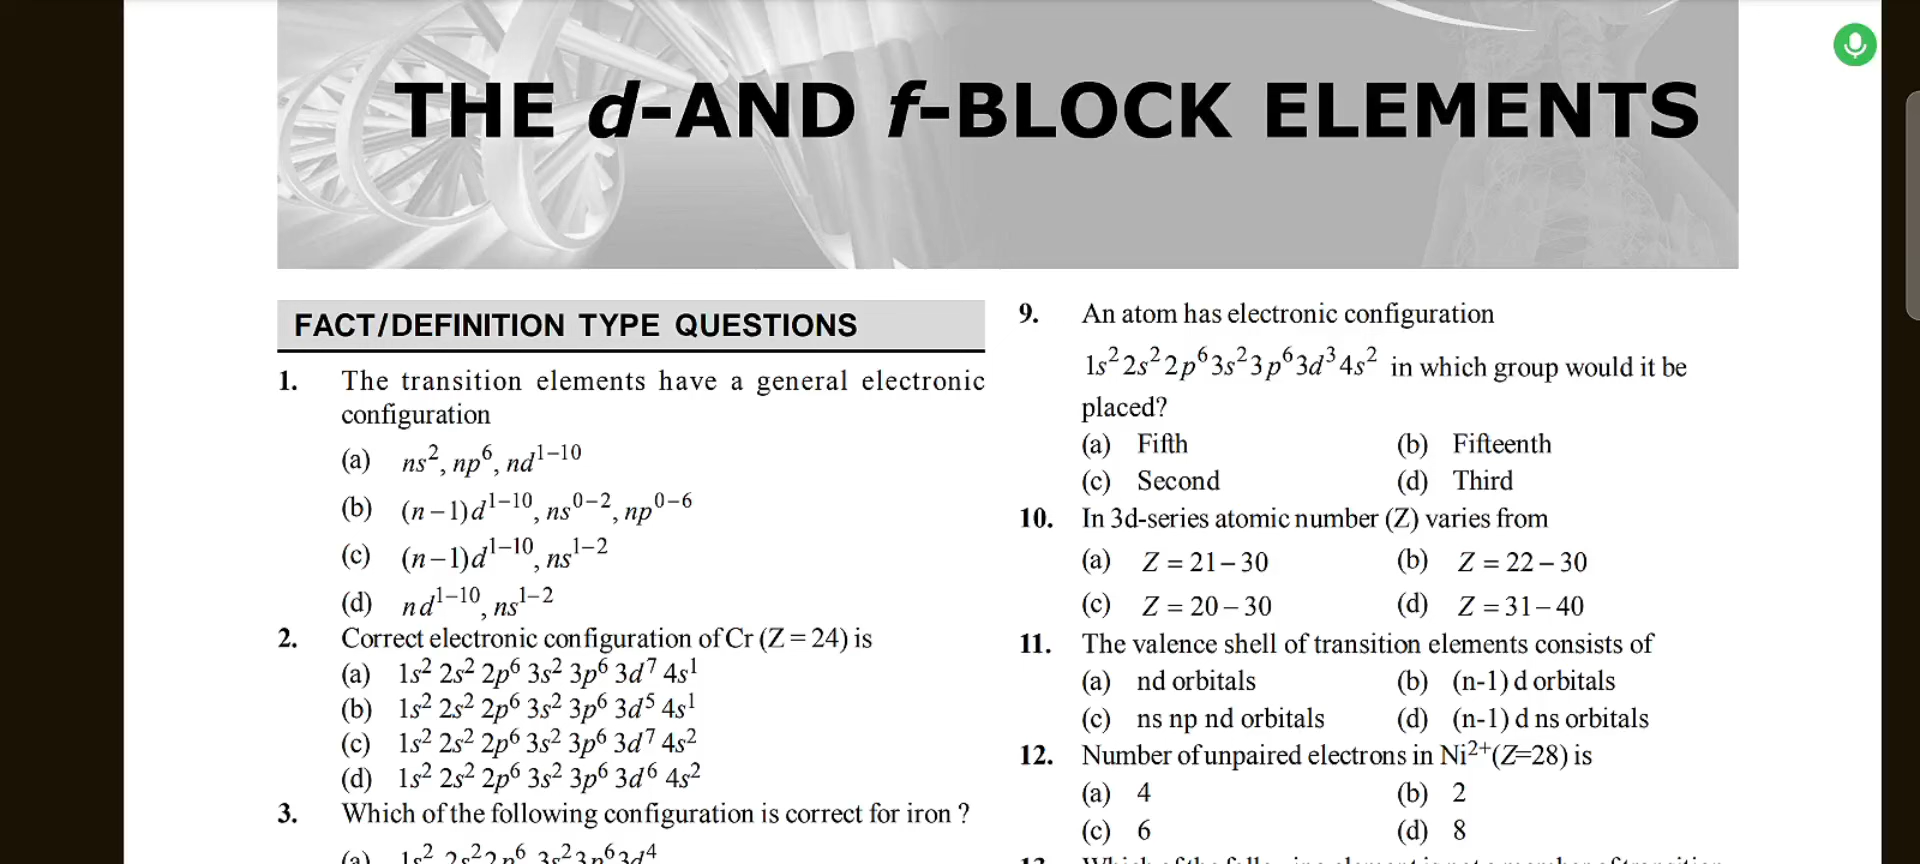 THE d-AND f-BLOCK ELEMENTS
FACT/DEFINITION TYPE QUESTIONS
1. The transition elements have a general electronic
configuration
(a) ns², np⁶, nd¹⁻¹⁰
(b) (n – 1)d¹⁻¹⁰, ns⁰⁻², np⁰⁻⁶
(c) (n – 1)d¹⁻¹⁰, ns¹⁻²
(d) nd¹⁻¹⁰, ns¹⁻²
2. Correct electronic configuration of Cr (Z = 24) is
(a) 1s² 2s² 2p⁶ 3s² 3p⁶ 3d⁷ 4s¹
(b) 1s² 2s² 2p⁶ 3s² 3p⁶ 3d⁵ 4s¹
(c) 1s² 2s² 2p⁶ 3s² 3p⁶ 3d⁷ 4s²
(d) 1s² 2s² 2p⁶ 3s² 3p⁶ 3d⁶ 4s²
3. Which of the following configuration is correct for iron ?
(a) 1s² 2s² 2p⁶ 3s² 3p⁶ 3d⁴
9. An atom has electronic configuration
1s² 2s² 2p⁶ 3s² 3p⁶ 3d³ 4s² in which group would it be
placed?
(a) Fifth (b) Fifteenth
(c) Second (d) Third
10. In 3d-series atomic number (Z) varies from
(a) Z = 21 – 30 (b) Z = 22 – 30
(c) Z = 20 – 30 (d) Z = 31 – 40
11. The valence shell of transition elements consists of
(a) nd orbitals (b) (n-1) d orbitals
(c) ns np nd orbitals (d) (n-1) d ns orbitals
12. Number of unpaired electrons in Ni²⁺(Z=28) is
(a) 4 (b) 2
(c) 6 (d) 8